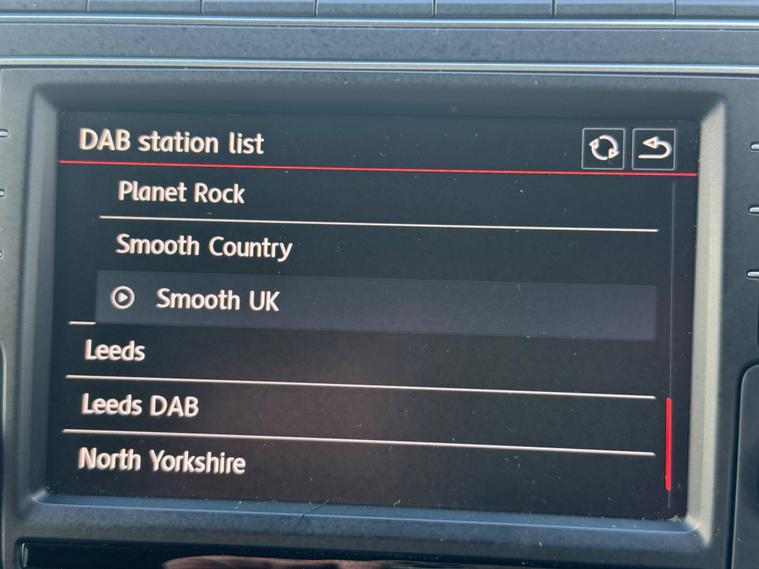 DAB station list
Planet Rock
Smooth Country
Smooth UK
Leeds
Leeds DAB
North Yorkshire